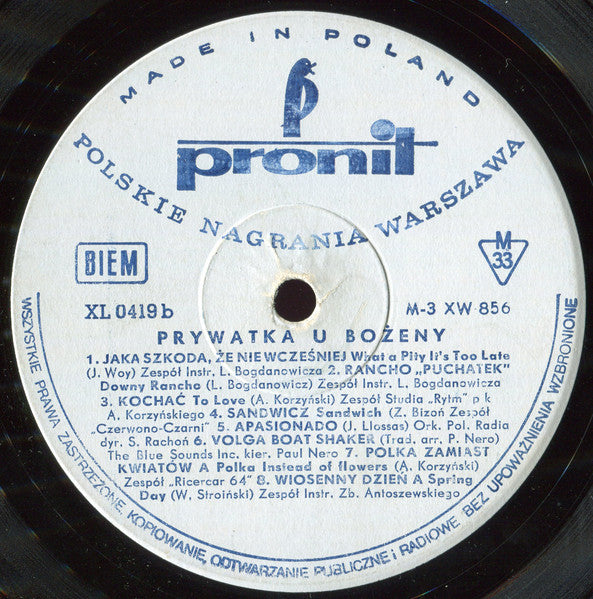 MADE IN POLAND
pronit
POLSKIE NAGRANIA WARSZAWA
BIEM
M
33
XL 0419 b
M-3 XW 856
PRYWATKA U BOŻENY
1. JAKA SZKODA, ŻE NIE WCZEŚNIEJ What a Pity It's Too Late
(J. Woy) Zespół Instr. L. Bogdanowicza 2. RANCHO „PUCHATEK"
Downy Rancho (L. Bogdanowicz) Zespół Instr. L. Bogdanowicza
3. KOCHAĆ To Love (A. Korzyński) Zespół Studia „Rytm" p k
A. Korzyńskiego 4. SANDWICZ Sandwich (Z. Bizoń Zespół
„Czerwono-Czarni" 5. APASIONADO (J. Llossas) Ork. Pol. Radia
dyr. S. Rachoń 6. VOLGA BOAT SHAKER (Trad. arr. P. Nero)
The Blue Sounds Inc. kier. Paul Nero 7. POLKA ZAMIAST
KWIATÓW A Polka Instead of flowers (A. Korzyński)
Zespół „Ricercar 64" 8. WIOSENNY DZIEŃ A Spring
Day (W. Stroiński) Zespół Instr. Zb. Antoszewskiego
WSZYSTKIE PRAWA ZASTRZEŻONE. KOPIOWANIE, ODTWARZANIE PUBLICZNE I RADIOWE BEZ UPOWAŻNIENIA WZBRONIONE